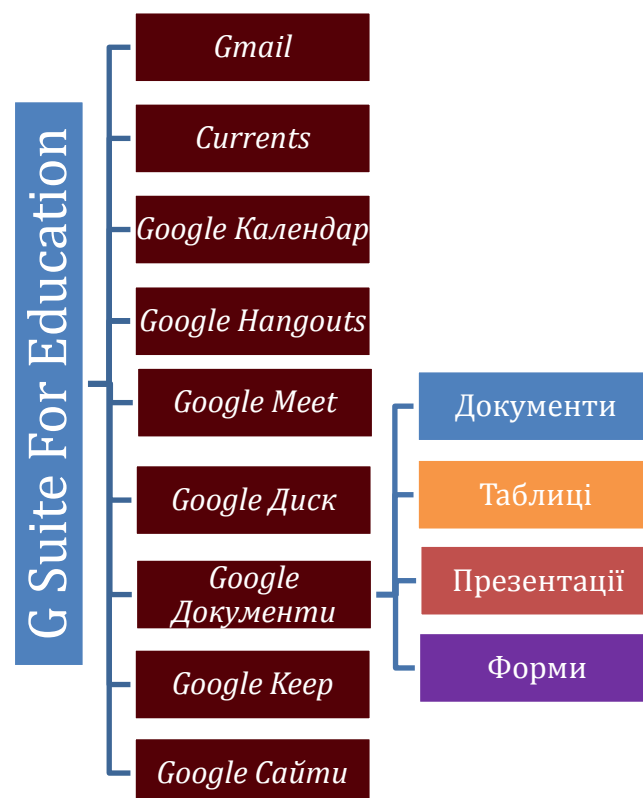 G Suite For Education
Gmail
Currents
Google Календар
Google Hangouts
Google Meet
Google Диск
Google
Документи
Google Keep
Google Сайти
Документи
Таблиці
Презентації
Форми